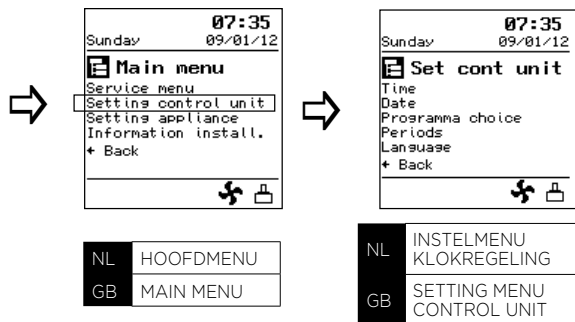 07:35
Sunday 09/01/12
Main menu
Service menu
Setting control unit
Setting appliance
Information install.
+ Back
NL HOOFDMENU
GB MAIN MENU
07:35
Sunday 09/01/12
Set cont unit
Time
Date
Programma choice
Periods
Language
+ Back
NL INSTELMENU
KLOKREGELING
GB SETTING MENU
CONTROL UNIT